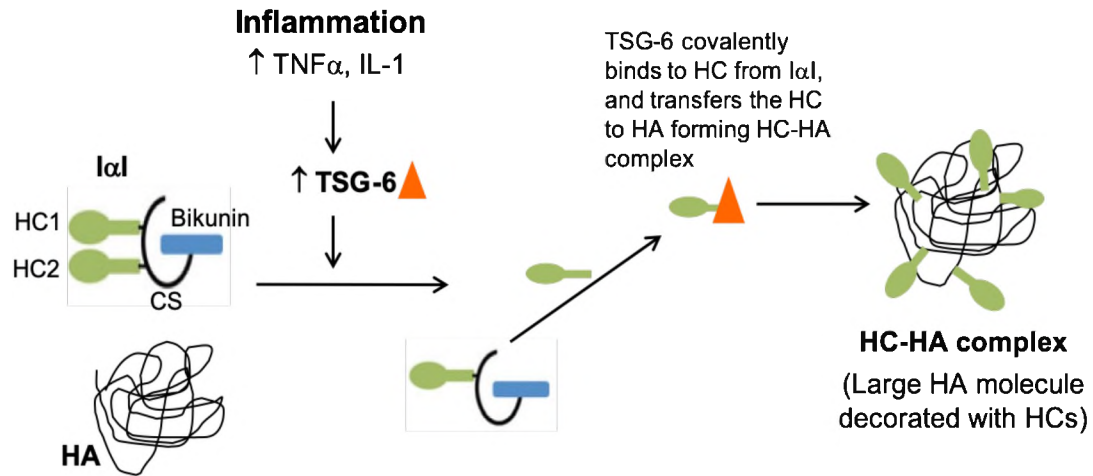 Inflammation
↑ TNFα, IL-1
↑ TSG-6
IαI
HC1
HC2
Bikunin
CS
HA
TSG-6 covalently
binds to HC from IαI,
and transfers the HC
to HA forming HC-HA
complex
HC-HA complex
(Large HA molecule
decorated with HCs)